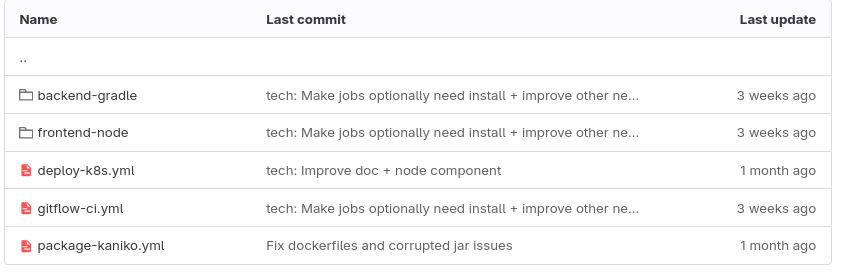 Name Last commit Last update
..
backend-gradle tech: Make jobs optionally need install + improve other ne... 3 weeks ago
frontend-node tech: Make jobs optionally need install + improve other ne... 3 weeks ago
deploy-k8s.yml tech: Improve doc + node component 1 month ago
gitflow-ci.yml tech: Make jobs optionally need install + improve other ne... 3 weeks ago
package-kaniko.yml Fix dockerfiles and corrupted jar issues 1 month ago